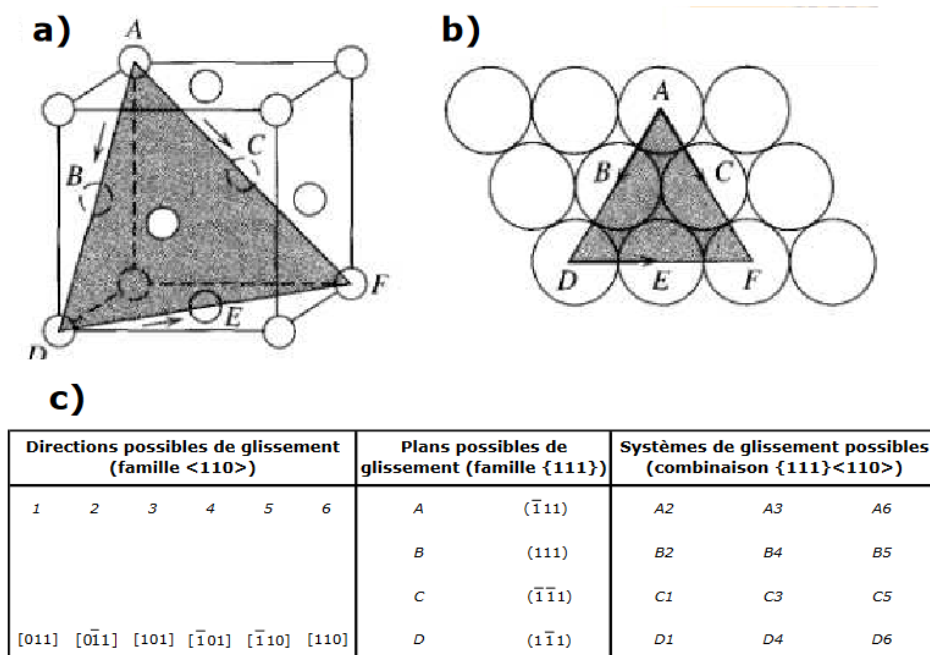 a)
A
B
C
D
E
F
b)
A
B
C
D
E
F
c)
Directions possibles de glissement
(famille <110>)
Plans possibles de
glissement (famille {111})
Systèmes de glissement possibles
(combinaison {111}<110>)
1 2 3 4 5 6
A (1̅11) A2 A3 A6
B (111) B2 B4 B5
C (1̅1̅1) C1 C3 C5
[011] [01̅1] [101] [1̅01] [1̅10] [110] D (11̅1) D1 D4 D6